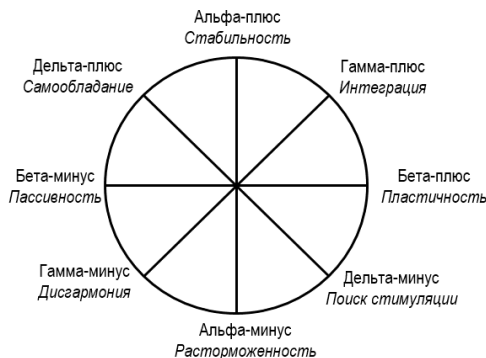 Альфа-плюс
Стабильность
Дельта-плюс
Самообладание
Гамма-плюс
Интеграция
Бета-минус
Пассивность
Бета-плюс
Пластичность
Гамма-минус
Дисгармония
Дельта-минус
Поиск стимуляции
Альфа-минус
Расторможенность